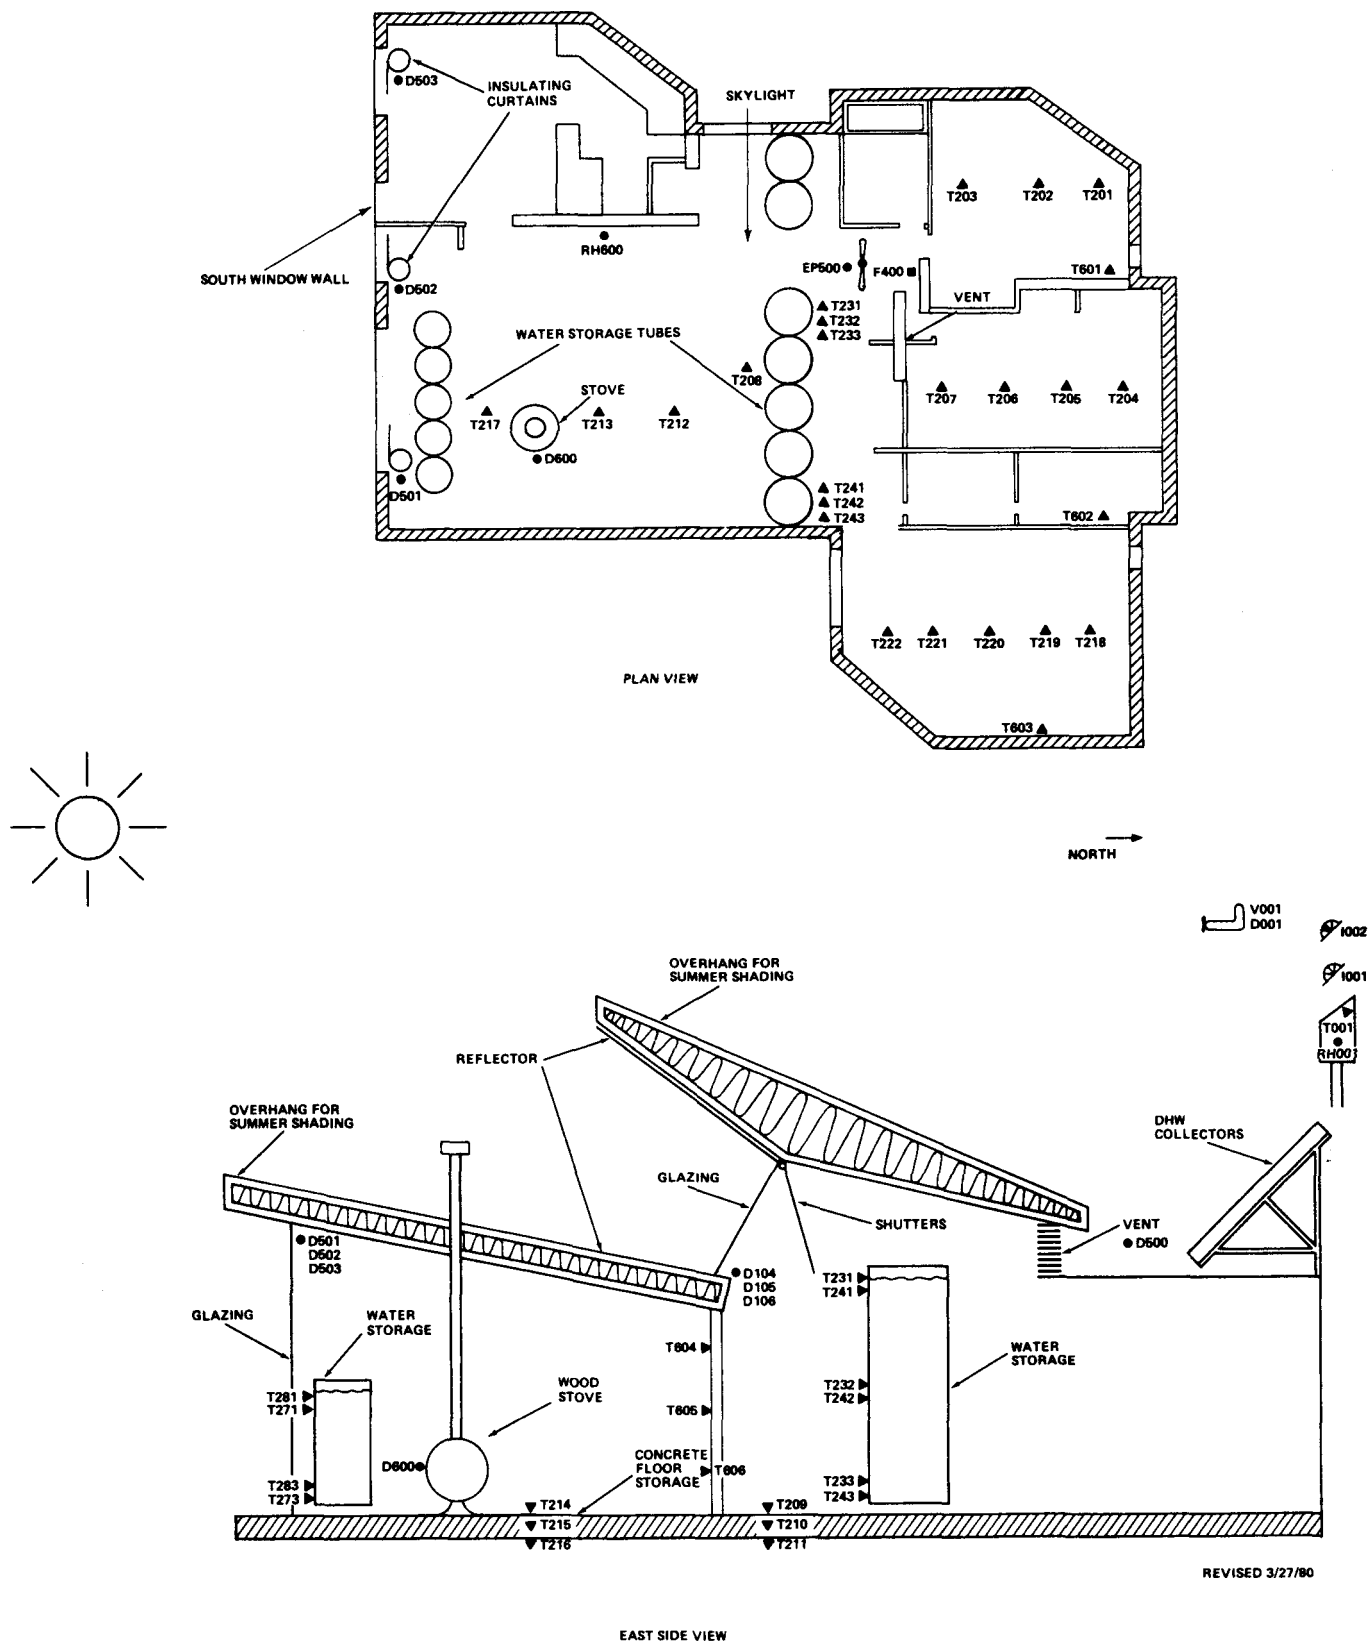 D503
INSULATING
CURTAINS
SKYLIGHT
T203
T202
T201
RH600
EP500
F400
T601
SOUTH WINDOW WALL
D502
VENT
T231
T232
T233
WATER STORAGE TUBES
T208
STOVE
T207
T206
T205
T204
T217
T213
T212
D600
D501
T241
T242
T243
T602
T222
T221
T220
T219
T218
PLAN VIEW
T603
NORTH
V001
D001
I002
I001
OVERHANG FOR
SUMMER SHADING
T001
RH001
REFLECTOR
OVERHANG FOR
SUMMER SHADING
DHW
COLLECTORS
GLAZING
SHUTTERS
VENT
D500
D501
D502
D503
D104
D105
D106
T231
T241
GLAZING
WATER
STORAGE
T604
WATER
STORAGE
WOOD
STOVE
T232
T242
T281
T271
T605
CONCRETE
FLOOR
STORAGE
D600
T606
T283
T273
T233
T243
T214
T215
T216
T209
T210
T211
REVISED 3/27/80
EAST SIDE VIEW